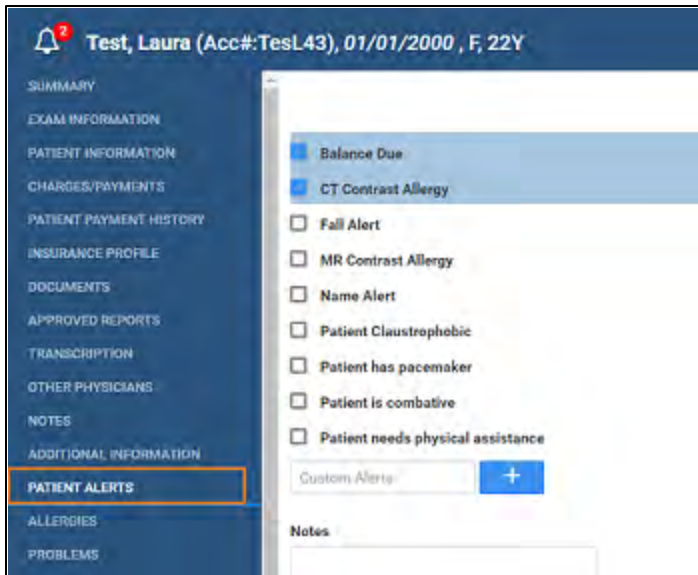 2
Test, Laura (Acc#:TesL43), 01/01/2000 , F, 22Y
SUMMARY
EXAM INFORMATION
PATIENT INFORMATION
CHARGES/PAYMENTS
PATIENT PAYMENT HISTORY
INSURANCE PROFILE
DOCUMENTS
APPROVED REPORTS
TRANSCRIPTION
OTHER PHYSICIANS
NOTES
ADDITIONAL INFORMATION
PATIENT ALERTS
ALLERGIES
PROBLEMS
Balance Due
CT Contrast Allergy
Fall Alert
MR Contrast Allergy
Name Alert
Patient Claustrophobic
Patient has pacemaker
Patient is combative
Patient needs physical assistance
Custom Alerts
+
Notes